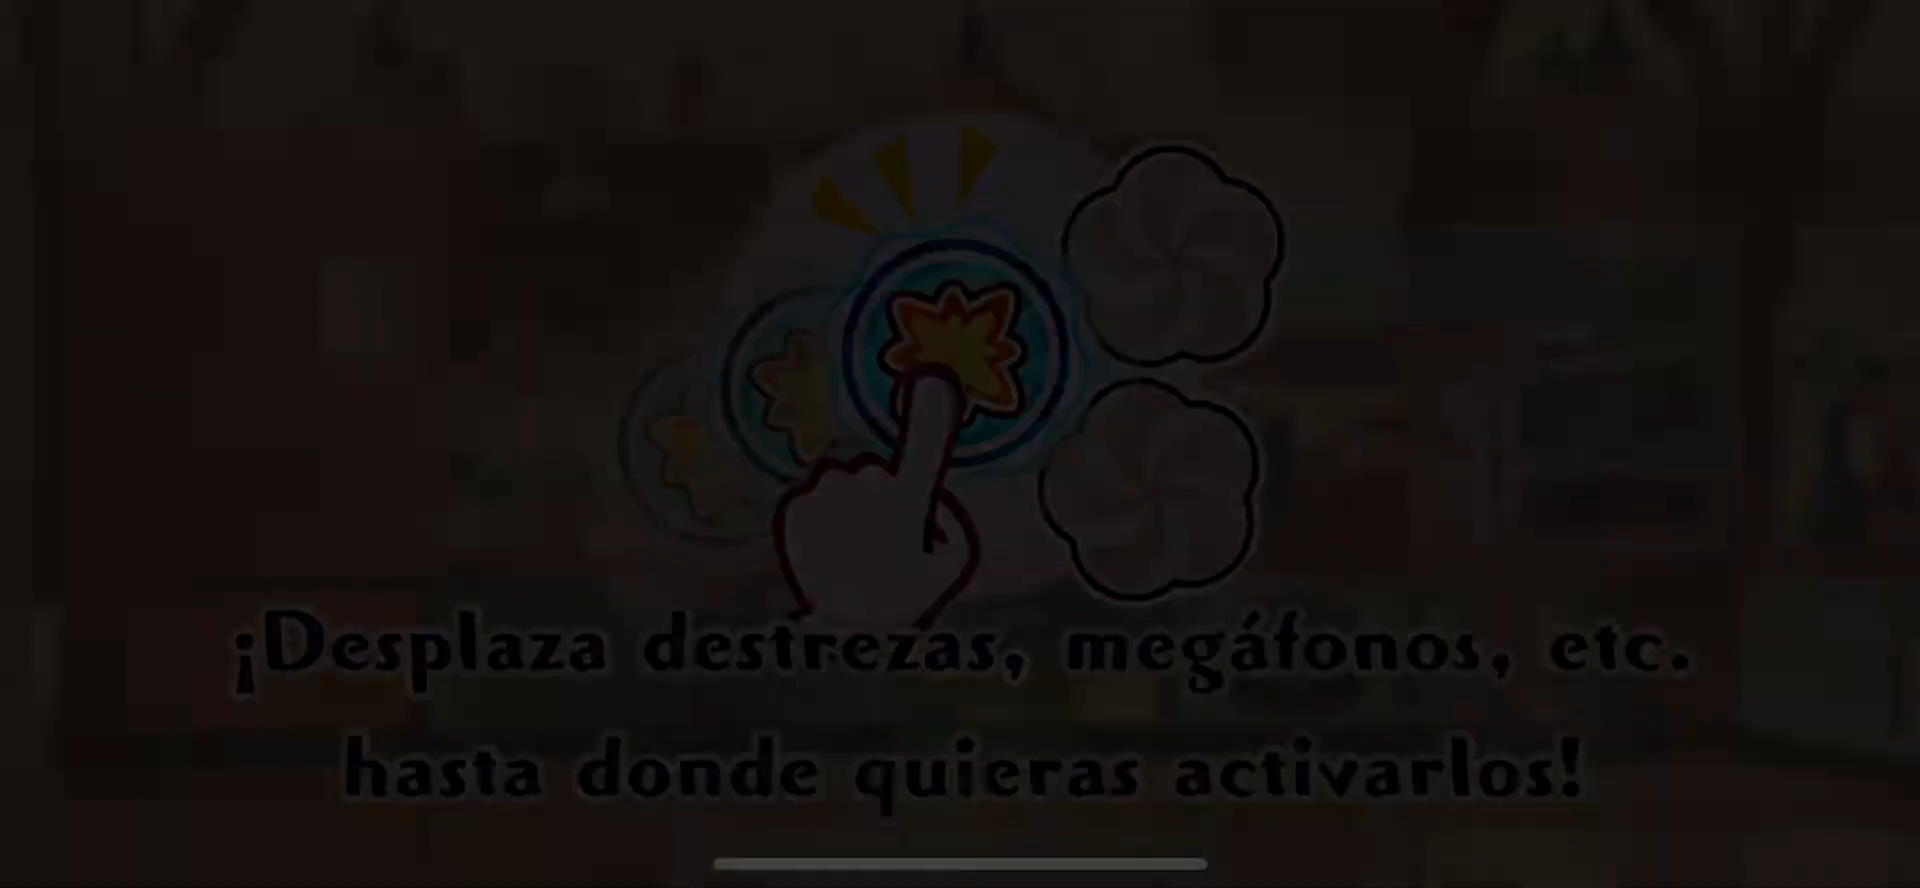 ¡Desplaza destrezas, megáfonos, etc.
hasta donde quieras activarlos!